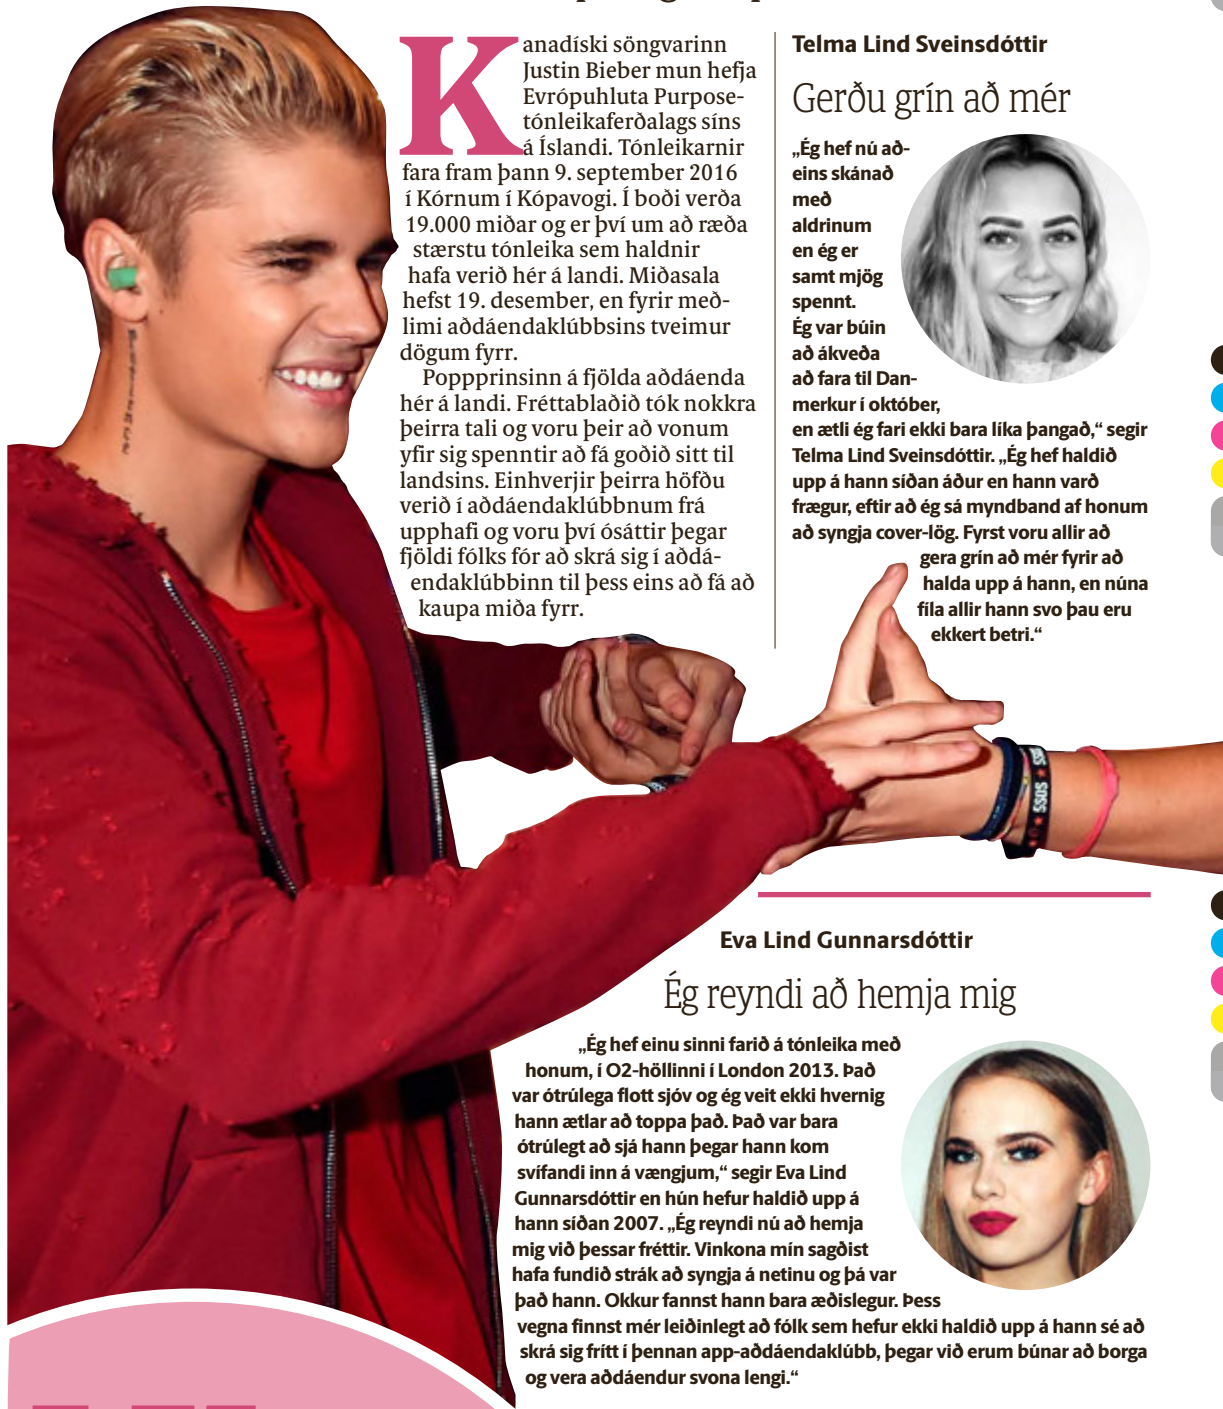 Kanadíski söngvarinn
Justin Bieber mun hefja
Evrópuhluta Purpose-
tónleikaferðalags síns
á Íslandi. Tónleikarnir
fara fram þann 9. september 2016
í Kórnum í Kópavogi. Í boði verða
19.000 miðar og er því um að ræða
stærstu tónleika sem haldnir
hafa verið hér á landi. Miðasala
hefst 19. desember, en fyrir með-
limi aðdáendaklúbbsins tveimur
dögum fyrr.
Poppprinsinn á fjölda aðdáenda
hér á landi. Fréttablaðið tók nokkra
þeirra tali og voru þeir að vonum
yfir sig spenntir að fá goðið sitt til
landsins. Einhverjir þeirra höfðu
verið í aðdáendaklúbbnum frá
upphafi og voru því ósáttir þegar
fjöldi fólks fór að skrá sig í aðdá-
endaklúbbinn til þess eins að fá að
kaupa miða fyrr.
Telma Lind Sveinsdóttir
Gerðu grín að mér
„Ég hef nú að-
eins skánað
með
aldrinum
en ég er
samt mjög
spennt.
Ég var búin
að ákveða
að fara til Dan-
merkur í október,
en ætli ég fari ekki bara líka þangað,“ segir
Telma Lind Sveinsdóttir. „Ég hef haldið
upp á hann síðan áður en hann varð
frægur, eftir að ég sá myndband af honum
að syngja cover-lög. Fyrst voru allir að
gera grín að mér fyrir að
halda upp á hann, en núna
fíla allir hann svo þau eru
ekkert betri.“
Eva Lind Gunnarsdóttir
Ég reyndi að hemja mig
„Ég hef einu sinni farið á tónleika með
honum, í O2-höllinni í London 2013. Það
var ótrúlega flott sjóv og ég veit ekki hvernig
hann ætlar að toppa það. Það var bara
ótrúlegt að sjá hann þegar hann kom
svífandi inn á vængjum,“ segir Eva Lind
Gunnarsdóttir en hún hefur haldið upp á
hann síðan 2007. „Ég reyndi nú að hemja
mig við þessar fréttir. Vinkona mín sagðist
hafa fundið strák að syngja á netinu og þá var
það hann. Okkur fannst hann bara æðislegur. Þess
vegna finnst mér leiðinlegt að fólk sem hefur ekki haldið upp á hann sé að
skrá sig frítt í þennan app-aðdáendaklúbb, þegar við erum búnar að borga
og vera aðdáendur svona lengi.“